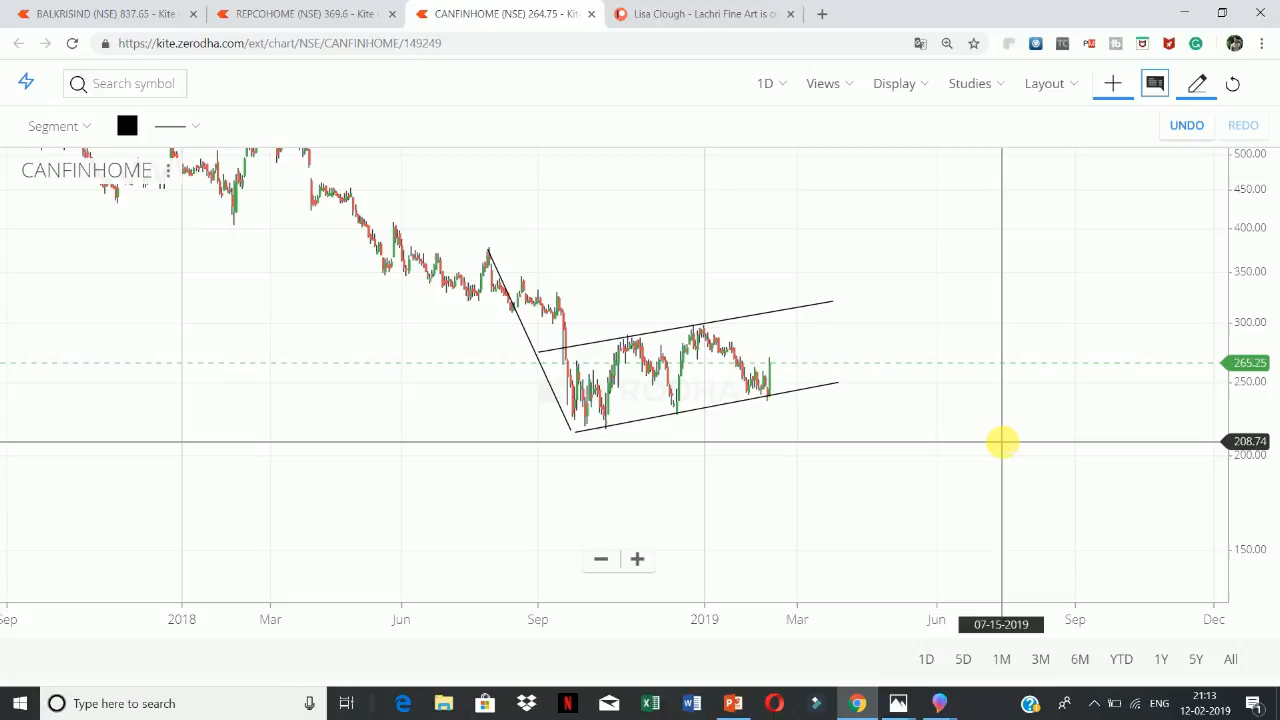 BALKRISIND (NSE) 837.65 - Kite
REPCOHOME (NSE) 369.6 - Kite
CANFINHOME (NSE) 264.75 - Kite
Lisa Clough - Lachri Fine Art is c
https://kite.zerodha.com/ext/chart/NSE/CANFINHOME/149249
Search symbol
1D Views Display Studies Layout
Segment
UNDO REDO
CANFINHOME
500.00
450.00
400.00
350.00
300.00
265.25
250.00
208.74
200.00
150.00
Sep 2018 Mar Jun Sep 2019 Mar Jun 07-15-2019 Sep Dec
1D 5D 1M 3M 6M YTD 1Y 5Y All
Type here to search
ENG
21:13
12-02-2019